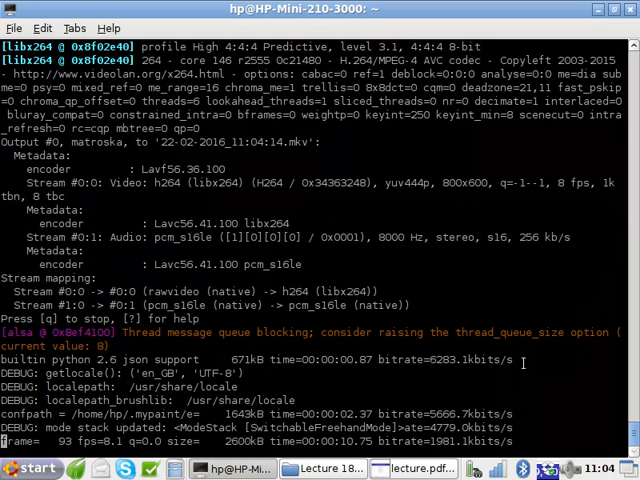 hp@HP-Mini-210-3000: ~
File Edit Tabs Help
[libx264 @ 0x8f02e40] profile High 4:4:4 Predictive, level 3.1, 4:4:4 8-bit
[libx264 @ 0x8f02e40] 264 - core 146 r2555 0c21480 - H.264/MPEG-4 AVC codec - Copyleft 2003-2015
- http://www.videolan.org/x264.html - options: cabac=0 ref=1 deblock=0:0:0 analyse=0:0 me=dia sub
me=0 psy=0 mixed_ref=0 me_range=16 chroma_me=1 trellis=0 8x8dct=0 cqm=0 deadzone=21,11 fast_pskip
=0 chroma_qp_offset=0 threads=6 lookahead_threads=1 sliced_threads=0 nr=0 decimate=1 interlaced=0
bluray_compat=0 constrained_intra=0 bframes=0 weightp=0 keyint=250 keyint_min=8 scenecut=0 intra
_refresh=0 rc=cqp mbtree=0 qp=0
Output #0, matroska, to '22-02-2016_11:04:14.mkv':
Metadata:
encoder : Lavf56.36.100
Stream #0:0: Video: h264 (libx264) (H264 / 0x34363248), yuv444p, 800x600, q=-1--1, 8 fps, 1k
tbn, 8 tbc
Metadata:
encoder : Lavc56.41.100 libx264
Stream #0:1: Audio: pcm_s16le ([1][0][0][0] / 0x0001), 8000 Hz, stereo, s16, 256 kb/s
Metadata:
encoder : Lavc56.41.100 pcm_s16le
Stream mapping:
Stream #0:0 -> #0:0 (rawvideo (native) -> h264 (libx264))
Stream #1:0 -> #0:1 (pcm_s16le (native) -> pcm_s16le (native))
Press [q] to stop, [?] for help
[alsa @ 0x8ef4100] Thread message queue blocking; consider raising the thread_queue_size option (
current value: 8)
builtin python 2.6 json support 671kB time=00:00:00.87 bitrate=6283.1kbits/s
DEBUG: getlocale(): ('en_GB', 'UTF-8')
DEBUG: localepath: /usr/share/locale
DEBUG: localepath_brushlib: /usr/share/locale
confpath = /home/hp/.mypaint/e= 1643kB time=00:00:02.37 bitrate=5666.7kbits/s
DEBUG: mode stack updated: <ModeStack [SwitchableFreehandMode]>ate=4779.0kbits/s
frame= 93 fps=8.1 q=0.0 size= 2600kB time=00:00:10.75 bitrate=1981.1kbits/s
start hp@HP-Mi... Lecture 18... lecture.pdf... 11:04